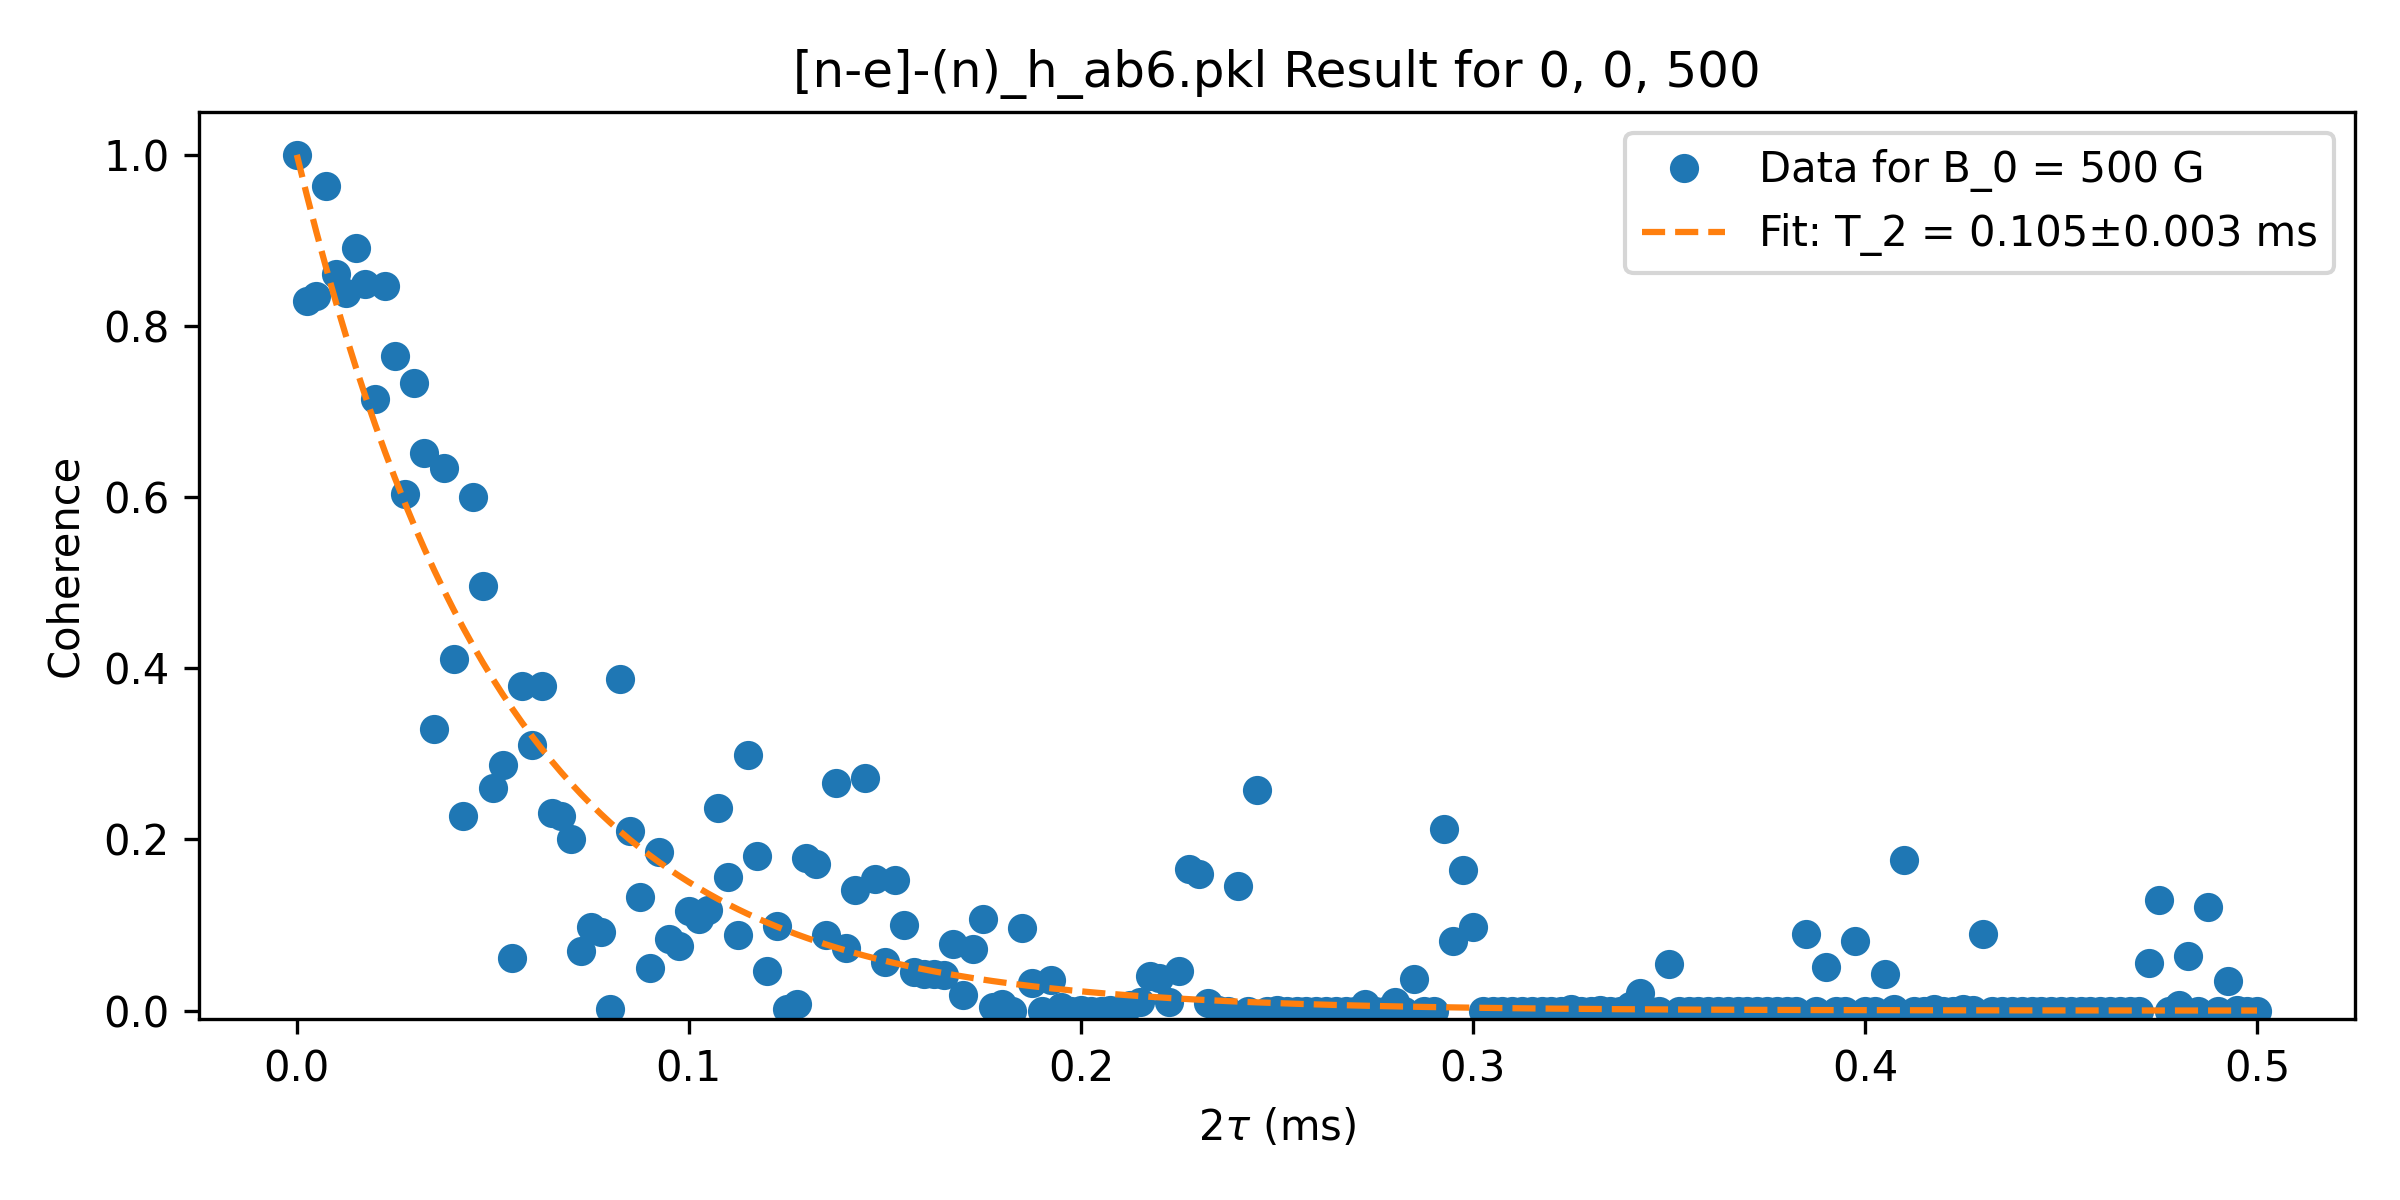 [n-e]-(n)_h_ab6.pkl Result for 0, 0, 500
Data for B_0 = 500 G
Fit: T_2 = 0.105±0.003 ms
Coherence
1.0
0.8
0.6
0.4
0.2
0.0
0.0 0.1 0.2 0.3 0.4 0.5
2τ (ms)